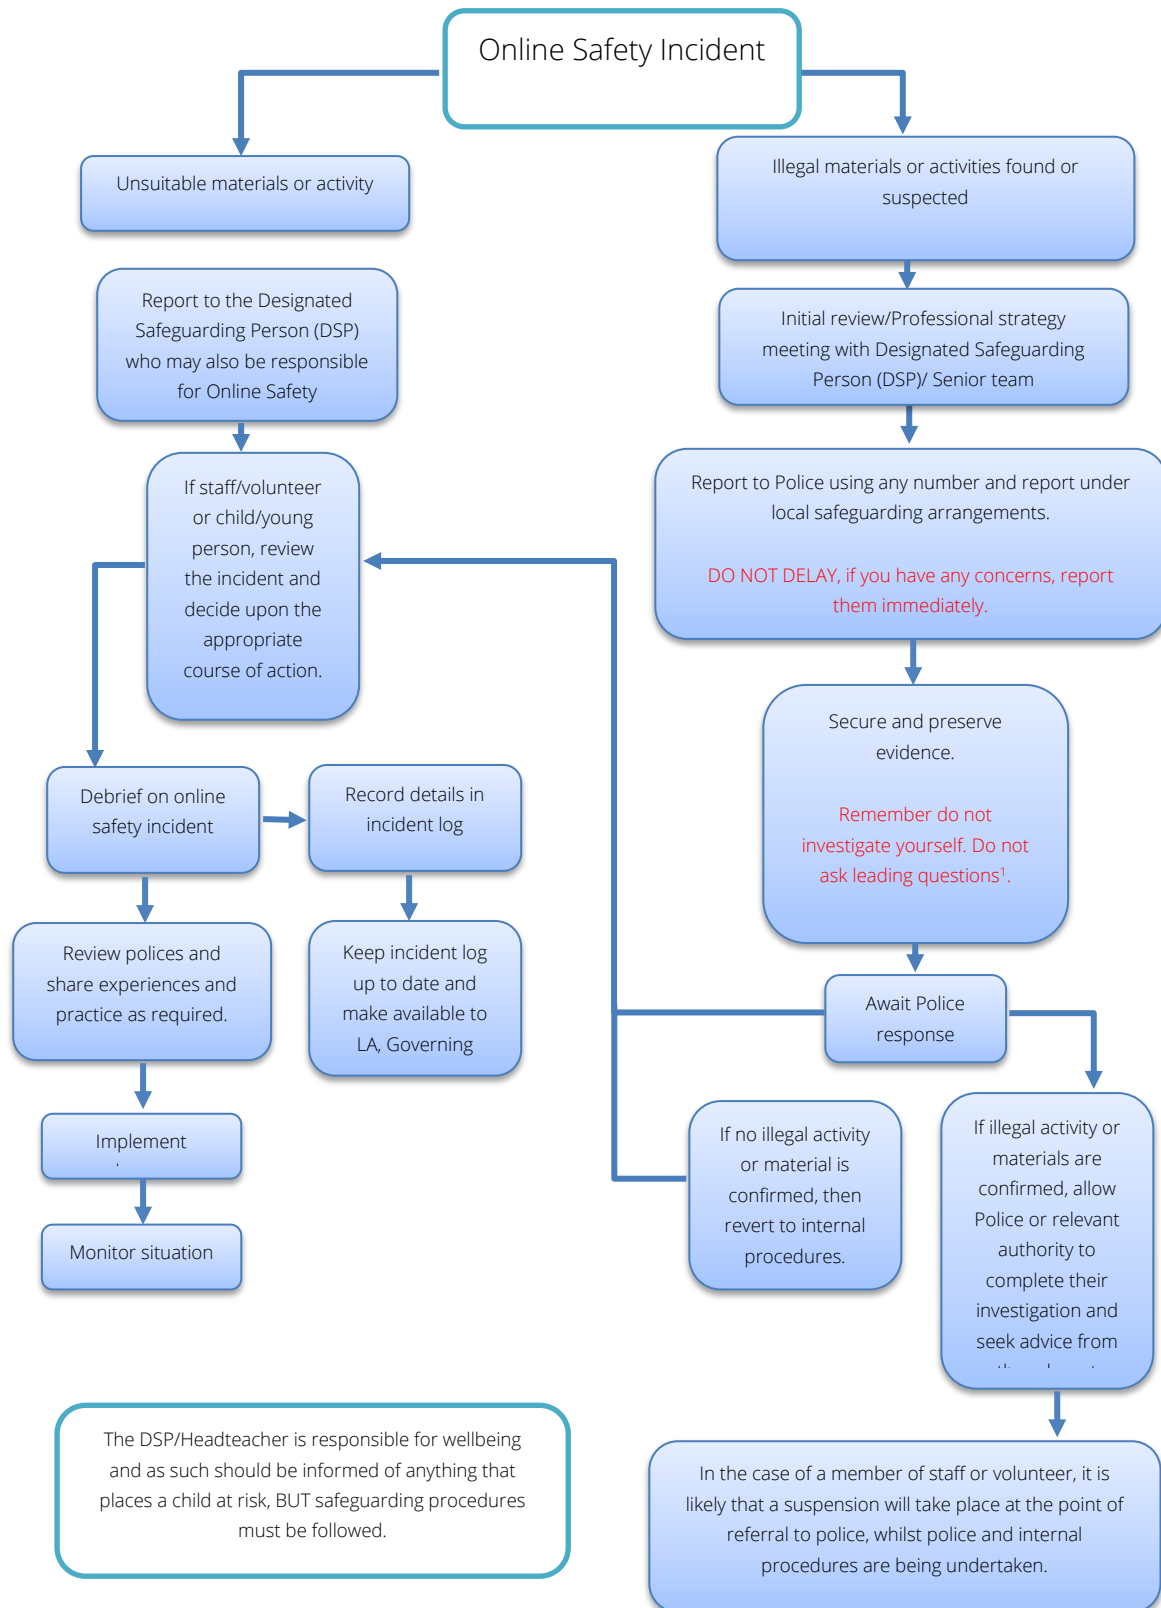 Online Safety Incident
Unsuitable materials or activity
Report to the Designated
Safeguarding Person (DSP)
who may also be responsible
for Online Safety
If staff/volunteer
or child/young
person, review
the incident and
decide upon the
appropriate
course of action.
Debrief on online
safety incident
Record details in
incident log
Review polices and
share experiences and
practice as required.
Keep incident log
up to date and
make available to
LA, Governing
Implement
Monitor situation
Illegal materials or activities found or
suspected
Initial review/Professional strategy
meeting with Designated Safeguarding
Person (DSP)/ Senior team
Report to Police using any number and report under
local safeguarding arrangements.
DO NOT DELAY, if you have any concerns, report
them immediately.
Secure and preserve
evidence.
Remember do not
investigate yourself. Do not
ask leading questions¹.
Await Police
response
If no illegal activity
or material is
confirmed, then
revert to internal
procedures.
If illegal activity or
materials are
confirmed, allow
Police or relevant
authority to
complete their
investigation and
seek advice from
In the case of a member of staff or volunteer, it is
likely that a suspension will take place at the point of
referral to police, whilst police and internal
procedures are being undertaken.
The DSP/Headteacher is responsible for wellbeing
and as such should be informed of anything that
places a child at risk, BUT safeguarding procedures
must be followed.